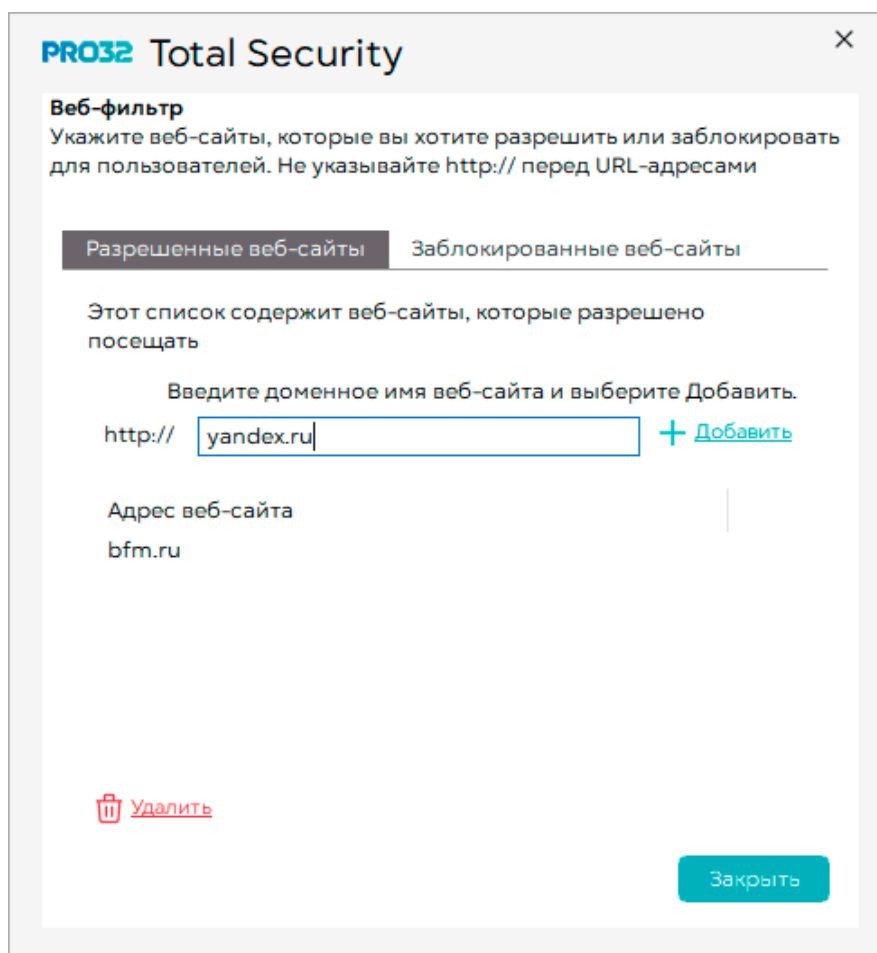 PRO32 Total Security
Веб-фильтр
Укажите веб-сайты, которые вы хотите разрешить или заблокировать
для пользователей. Не указывайте http:// перед URL-адресами
Разрешенные веб-сайты Заблокированные веб-сайты
Этот список содержит веб-сайты, которые разрешено
посещать
Введите доменное имя веб-сайта и выберите Добавить.
http:// yandex.ru Добавить
Адрес веб-сайта
bfm.ru
Удалить
Закрыть